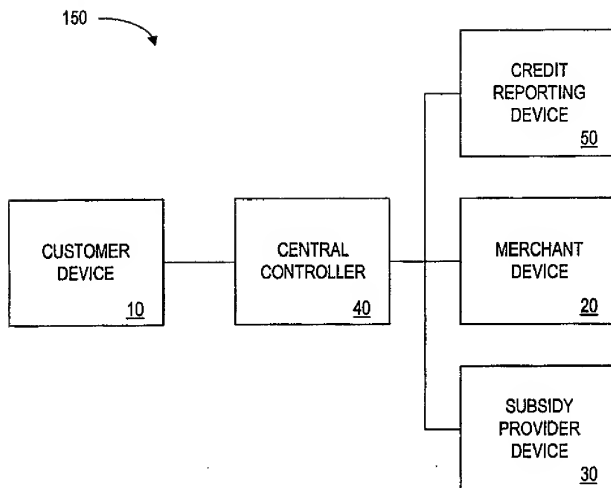 150
CREDIT
REPORTING
DEVICE
50
CUSTOMER
DEVICE
10
CENTRAL
CONTROLLER
40
MERCHANT
DEVICE
20
SUBSIDY
PROVIDER
DEVICE
30